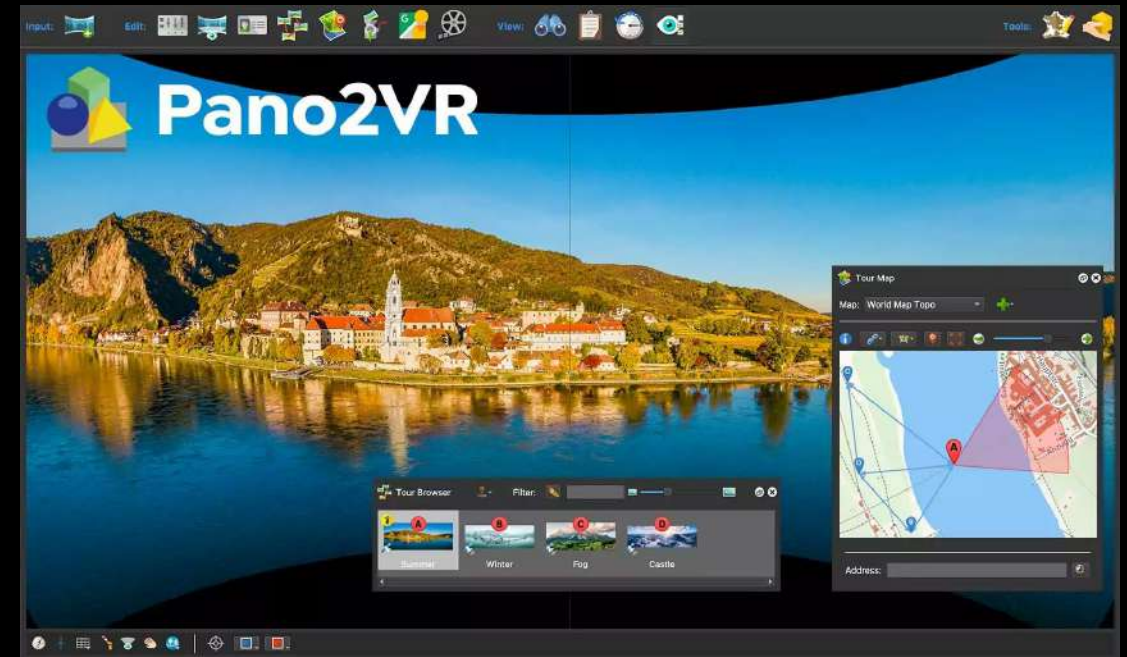 Input:
Edit:
View:
Tools:
Pano2VR
Tour Map
Map: World Map Topo
A
C
D
B
Address:
Tour Browser
Filter:
1
A
B
C
D
Summer
Winter
Fog
Castle